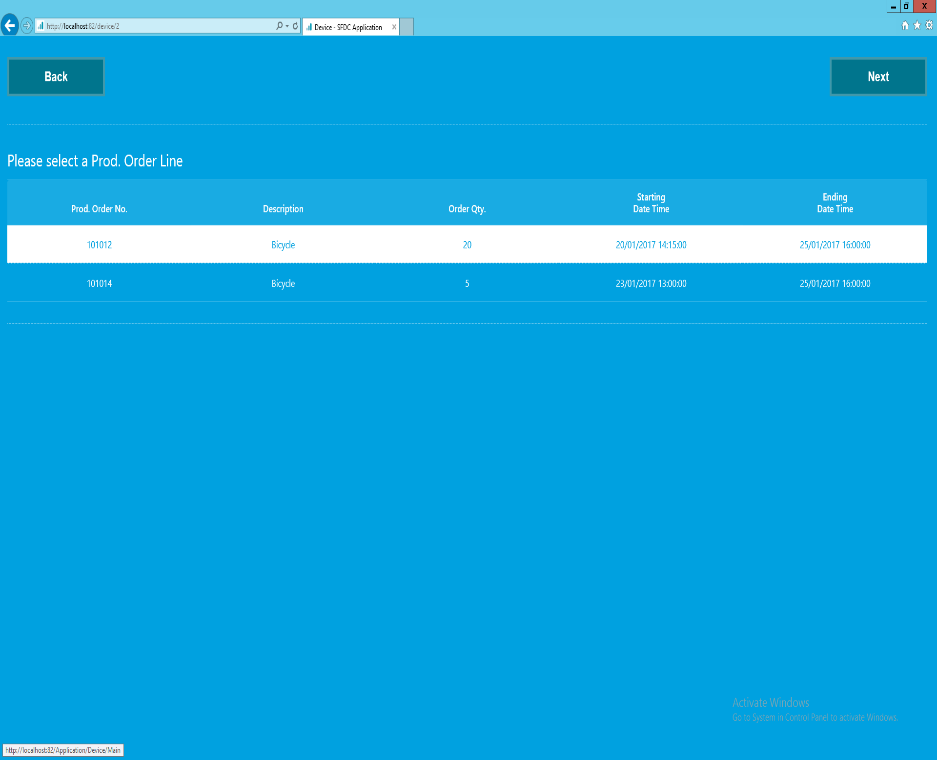 http://localhost:82/device/2
Device - SFDC Application
Back
Next
Please select a Prod. Order Line
Prod. Order No. Description Order Qty. Starting Date Time Ending Date Time
101012 Bicycle 20 20/01/2017 14:15:00 25/01/2017 16:00:00
101014 Bicycle 5 23/01/2017 13:00:00 25/01/2017 16:00:00
Activate Windows
Go to System in Control Panel to activate Windows.
http://localhost:82/Application/Device/Main